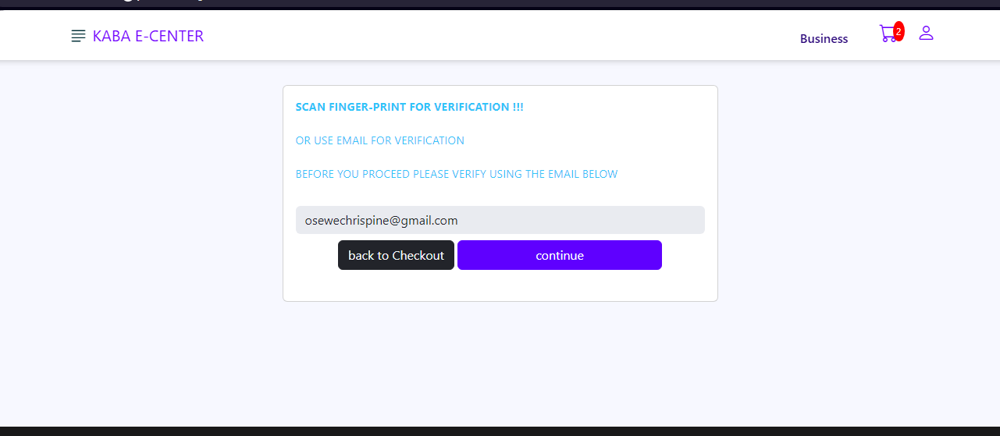 KABA E-CENTER
Business
2
SCAN FINGER-PRINT FOR VERIFICATION !!!
OR USE EMAIL FOR VERIFICATION
BEFORE YOU PROCEED PLEASE VERIFY USING THE EMAIL BELOW
osewechrispine@gmail.com
back to Checkout
continue